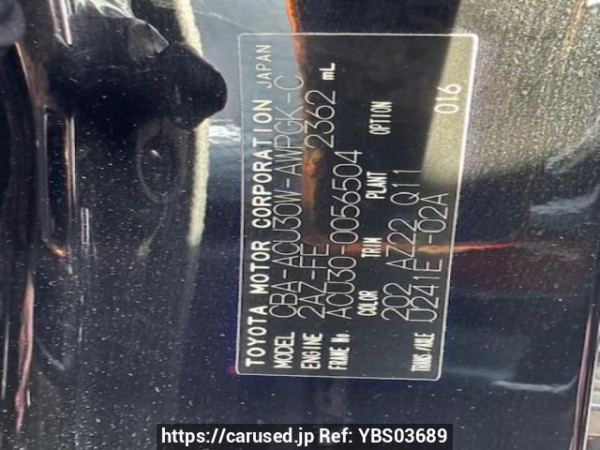 TOYOTA MOTOR CORPORATION JAPAN
MODEL CBA-ACU30W-AWPGK-C
ENGINE 2AZ-FE 2362 mL
FRAME No. ACU30-0056504
COLOR TRIM PLANT OPTION
202 AZ22 Q11
TRANS/AXLE U241E -02A 016
https://carused.jp Ref: YBS03689